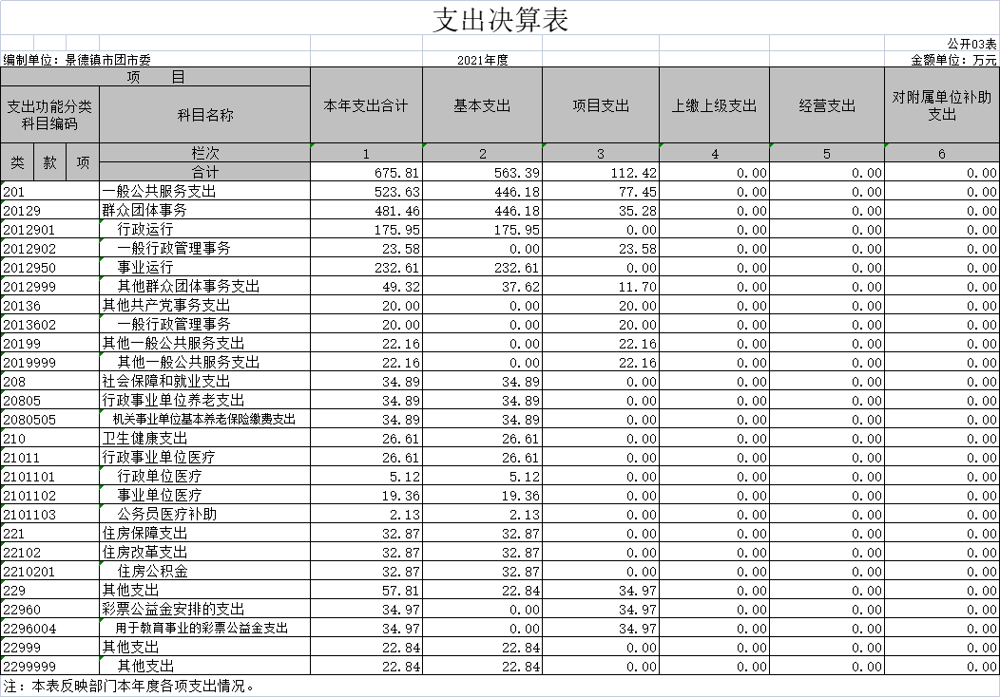 支出决算表
公开03表
编制单位：景德镇市团市委 2021年度 金额单位：万元
项 目 本年支出合计 基本支出 项目支出 上缴上级支出 经营支出 对附属单位补助支出
支出功能分类科目编码 科目名称
类 款 项 栏次 1 2 3 4 5 6
合计 675.81 563.39 112.42 0.00 0.00 0.00
201 一般公共服务支出 523.63 446.18 77.45 0.00 0.00 0.00
20129 群众团体事务 481.46 446.18 35.28 0.00 0.00 0.00
2012901 行政运行 175.95 175.95 0.00 0.00 0.00 0.00
2012902 一般行政管理事务 23.58 0.00 23.58 0.00 0.00 0.00
2012950 事业运行 232.61 232.61 0.00 0.00 0.00 0.00
2012999 其他群众团体事务支出 49.32 37.62 11.70 0.00 0.00 0.00
20136 其他共产党事务支出 20.00 0.00 20.00 0.00 0.00 0.00
2013602 一般行政管理事务 20.00 0.00 20.00 0.00 0.00 0.00
20199 其他一般公共服务支出 22.16 0.00 22.16 0.00 0.00 0.00
2019999 其他一般公共服务支出 22.16 0.00 22.16 0.00 0.00 0.00
208 社会保障和就业支出 34.89 34.89 0.00 0.00 0.00 0.00
20805 行政事业单位养老支出 34.89 34.89 0.00 0.00 0.00 0.00
2080505 机关事业单位基本养老保险缴费支出 34.89 34.89 0.00 0.00 0.00 0.00
210 卫生健康支出 26.61 26.61 0.00 0.00 0.00 0.00
21011 行政事业单位医疗 26.61 26.61 0.00 0.00 0.00 0.00
2101101 行政单位医疗 5.12 5.12 0.00 0.00 0.00 0.00
2101102 事业单位医疗 19.36 19.36 0.00 0.00 0.00 0.00
2101103 公务员医疗补助 2.13 2.13 0.00 0.00 0.00 0.00
221 住房保障支出 32.87 32.87 0.00 0.00 0.00 0.00
22102 住房改革支出 32.87 32.87 0.00 0.00 0.00 0.00
2210201 住房公积金 32.87 32.87 0.00 0.00 0.00 0.00
229 其他支出 57.81 22.84 34.97 0.00 0.00 0.00
22960 彩票公益金安排的支出 34.97 0.00 34.97 0.00 0.00 0.00
2296004 用于教育事业的彩票公益金支出 34.97 0.00 34.97 0.00 0.00 0.00
22999 其他支出 22.84 22.84 0.00 0.00 0.00 0.00
2299999 其他支出 22.84 22.84 0.00 0.00 0.00 0.00
注：本表反映部门本年度各项支出情况。